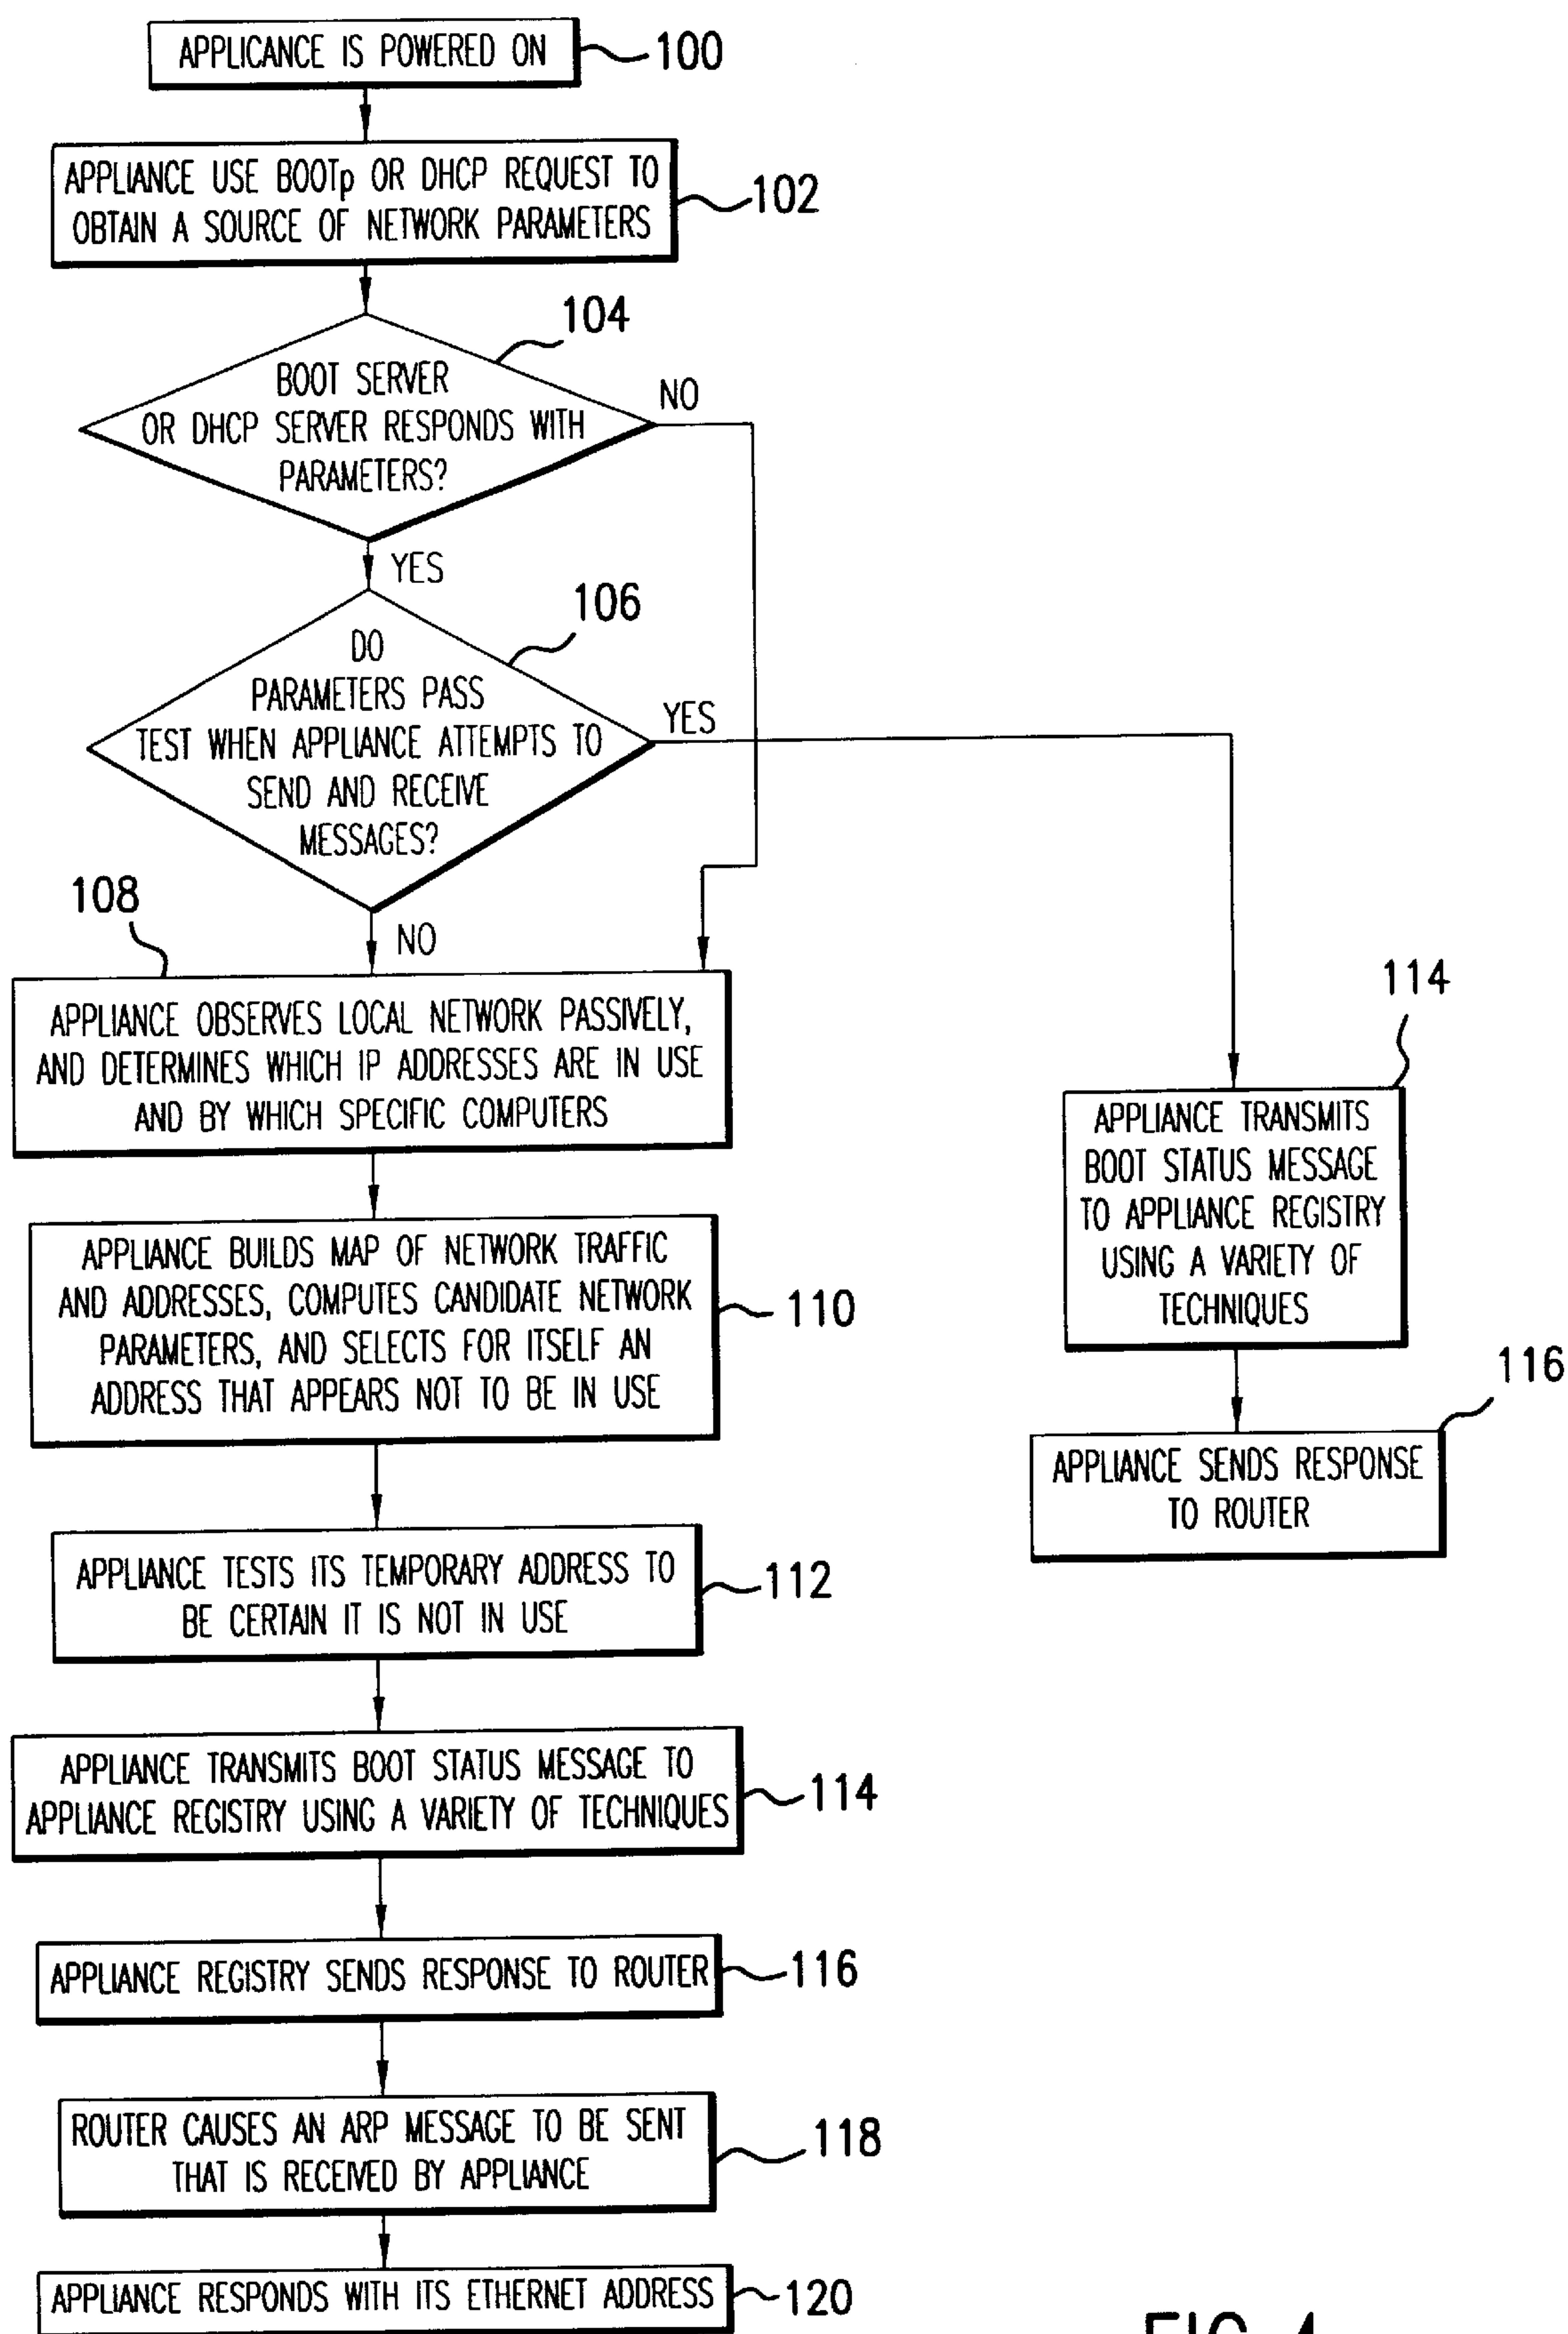 APPLICANCE IS POWERED ON
100
APPLIANCE USE BOOTp OR DHCP REQUEST TO
OBTAIN A SOURCE OF NETWORK PARAMETERS
102
104
BOOT SERVER
OR DHCP SERVER RESPONDS WITH
PARAMETERS?
NO
YES
106
DO
PARAMETERS PASS
TEST WHEN APPLIANCE ATTEMPTS TO
SEND AND RECEIVE
MESSAGES?
YES
NO
108
APPLIANCE OBSERVES LOCAL NETWORK PASSIVELY,
AND DETERMINES WHICH IP ADDRESSES ARE IN USE
AND BY WHICH SPECIFIC COMPUTERS
APPLIANCE BUILDS MAP OF NETWORK TRAFFIC
AND ADDRESSES, COMPUTES CANDIDATE NETWORK
PARAMETERS, AND SELECTS FOR ITSELF AN
ADDRESS THAT APPEARS NOT TO BE IN USE
110
APPLIANCE TESTS ITS TEMPORARY ADDRESS TO
BE CERTAIN IT IS NOT IN USE
112
APPLIANCE TRANSMITS BOOT STATUS MESSAGE TO
APPLIANCE REGISTRY USING A VARIETY OF TECHNIQUES
114
APPLIANCE REGISTRY SENDS RESPONSE TO ROUTER
116
ROUTER CAUSES AN ARP MESSAGE TO BE SENT
THAT IS RECEIVED BY APPLIANCE
118
APPLIANCE RESPONDS WITH ITS ETHERNET ADDRESS
120
114
APPLIANCE TRANSMITS
BOOT STATUS MESSAGE
TO APPLIANCE REGISTRY
USING A VARIETY OF
TECHNIQUES
116
APPLIANCE SENDS RESPONSE
TO ROUTER